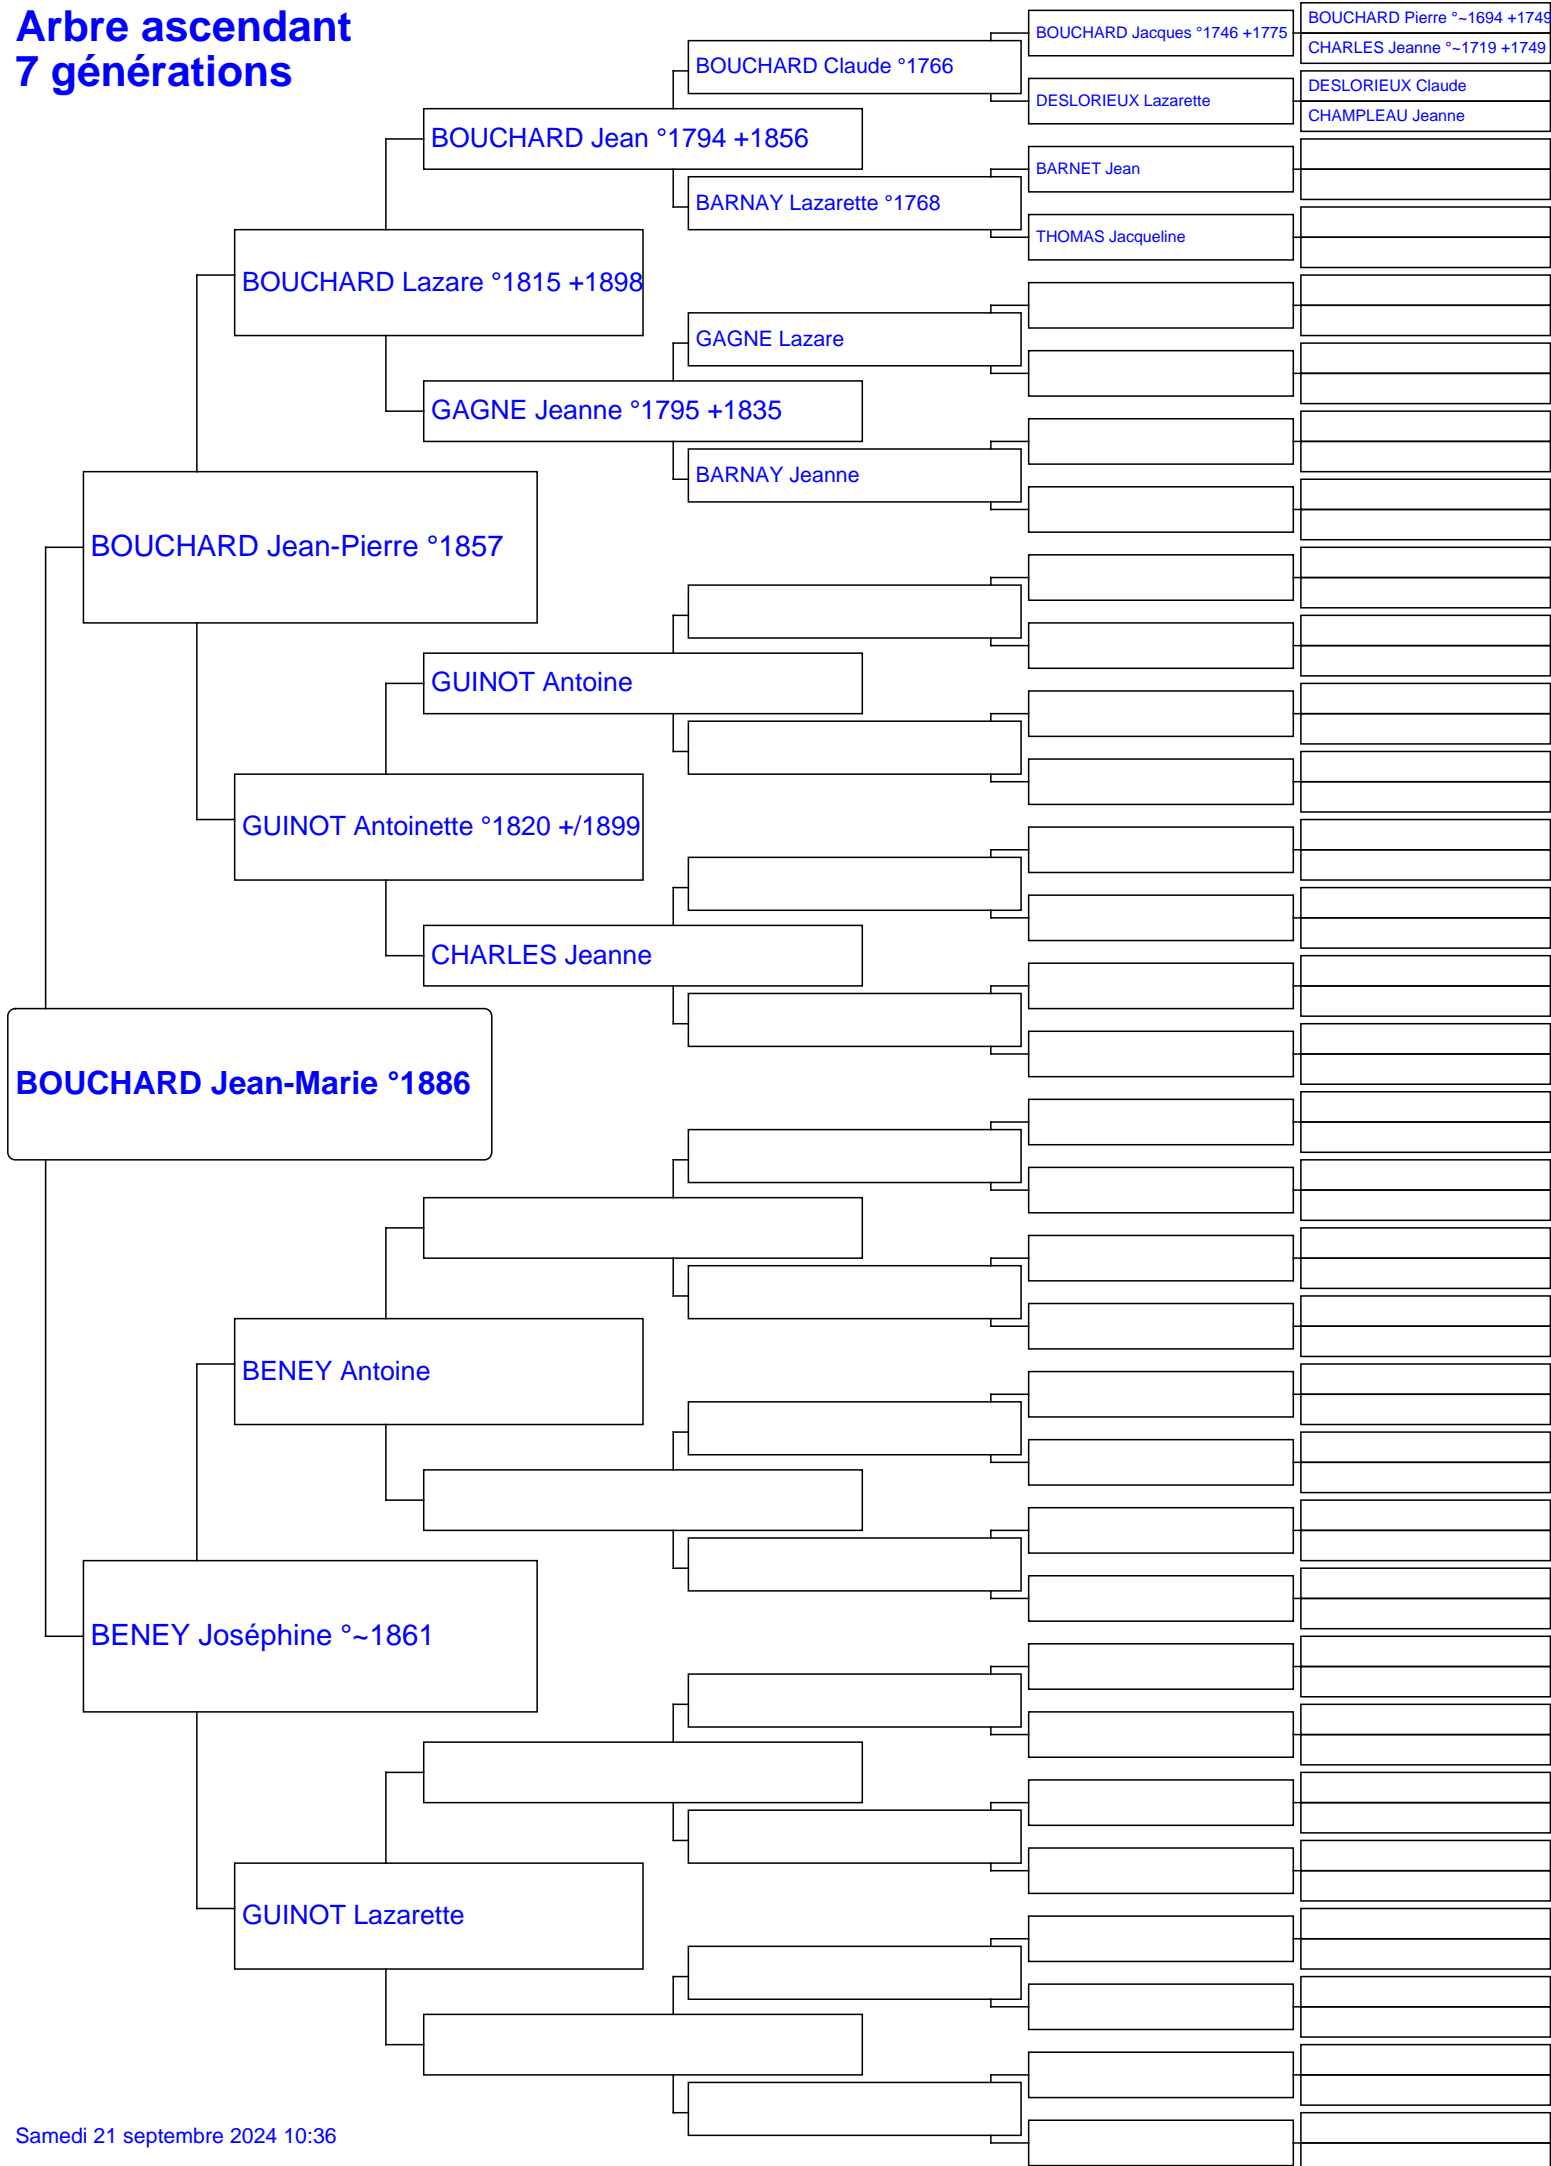 Arbre ascendant
7 générations
BOUCHARD Pierre °~1694 +1749
BOUCHARD Jacques °1746 +1775
CHARLES Jeanne °~1719 +1749
BOUCHARD Claude °1766
DESLORIEUX Claude
DESLORIEUX Lazarette
CHAMPLEAU Jeanne
BOUCHARD Jean °1794 +1856
BARNET Jean
BARNAY Lazarette °1768
THOMAS Jacqueline
BOUCHARD Lazare °1815 +1898
GAGNE Lazare
GAGNE Jeanne °1795 +1835
BARNAY Jeanne
BOUCHARD Jean-Pierre °1857
GUINOT Antoine
GUINOT Antoinette °1820 +/1899
CHARLES Jeanne
BOUCHARD Jean-Marie °1886
BENEY Antoine
BENEY Joséphine °~1861
GUINOT Lazarette
Samedi 21 septembre 2024 10:36